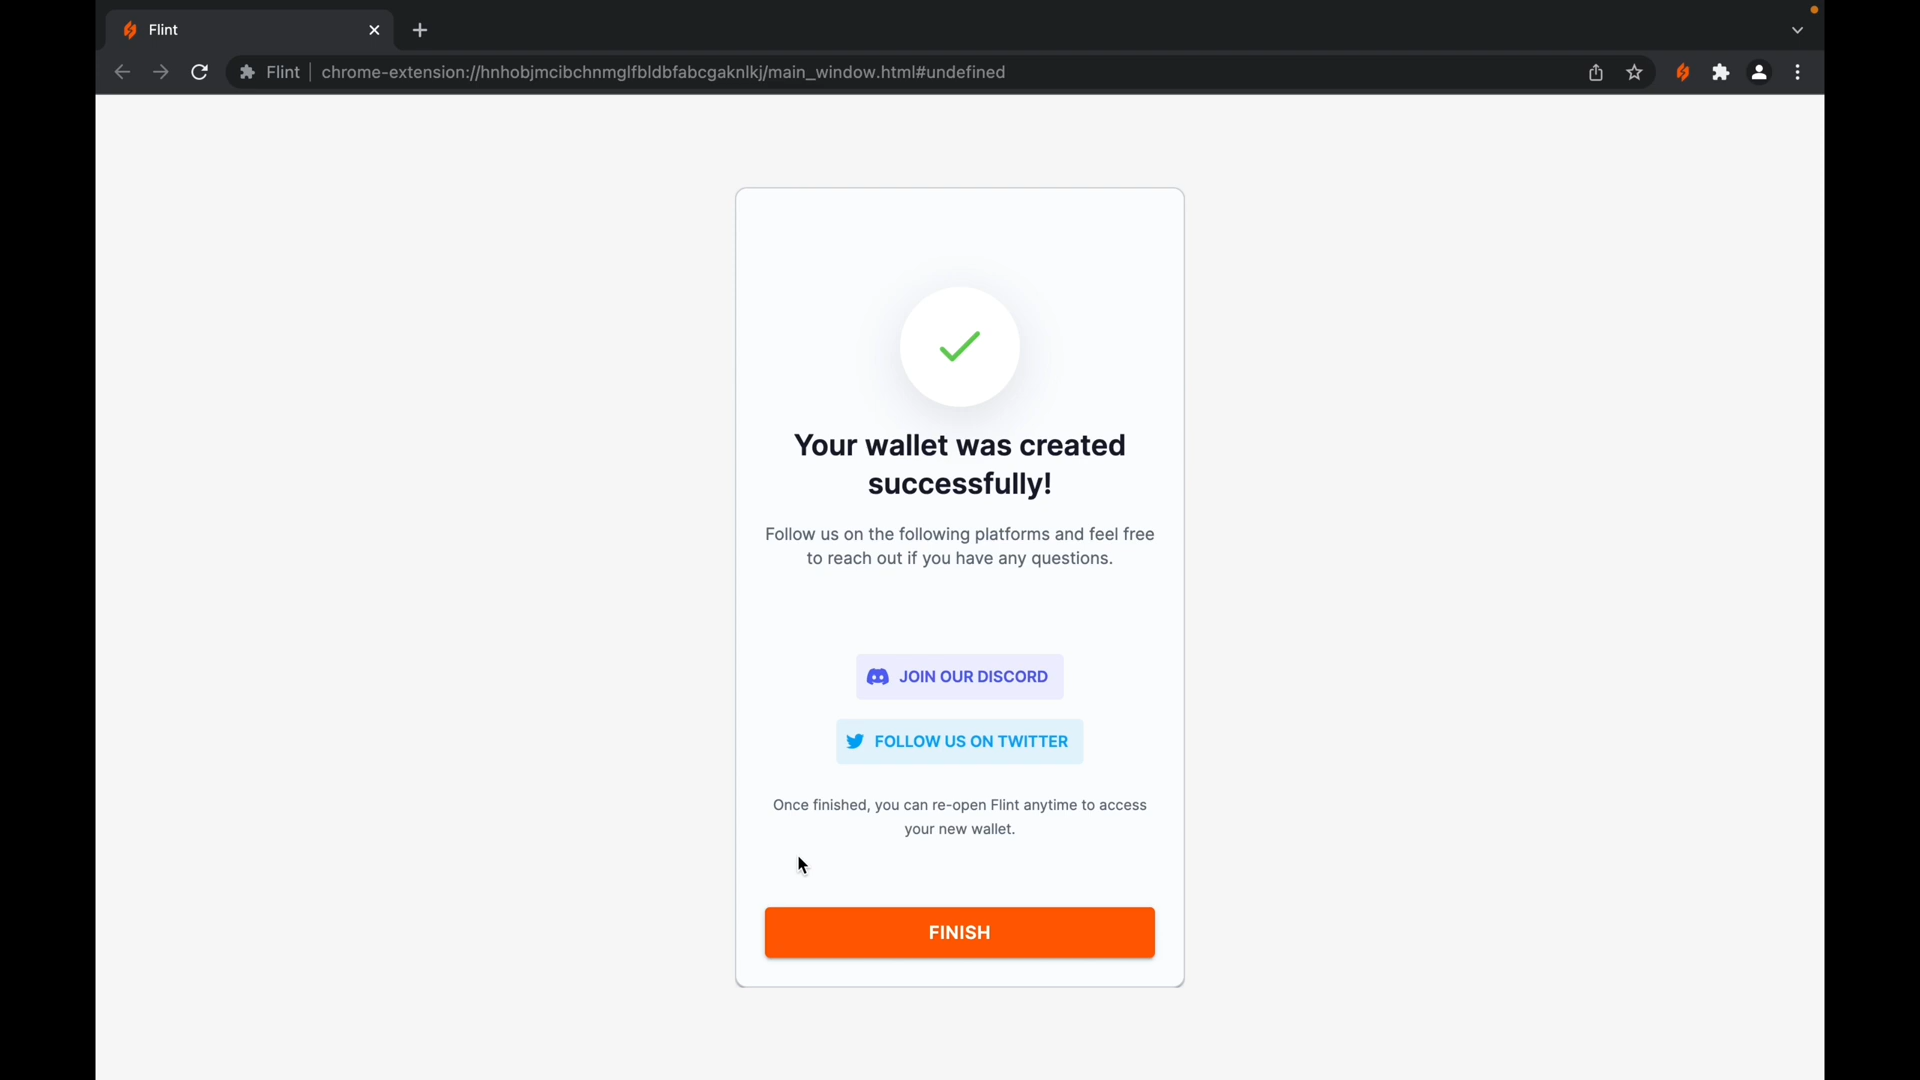 Flint
Flint
chrome-extension://hnhobjmcibchnmglfbldbfabcgaknlkj/main_window.html#undefined
Your wallet was created
successfully!
Follow us on the following platforms and feel free
to reach out if you have any questions.
JOIN OUR DISCORD
FOLLOW US ON TWITTER
Once finished, you can re-open Flint anytime to access
your new wallet.
FINISH